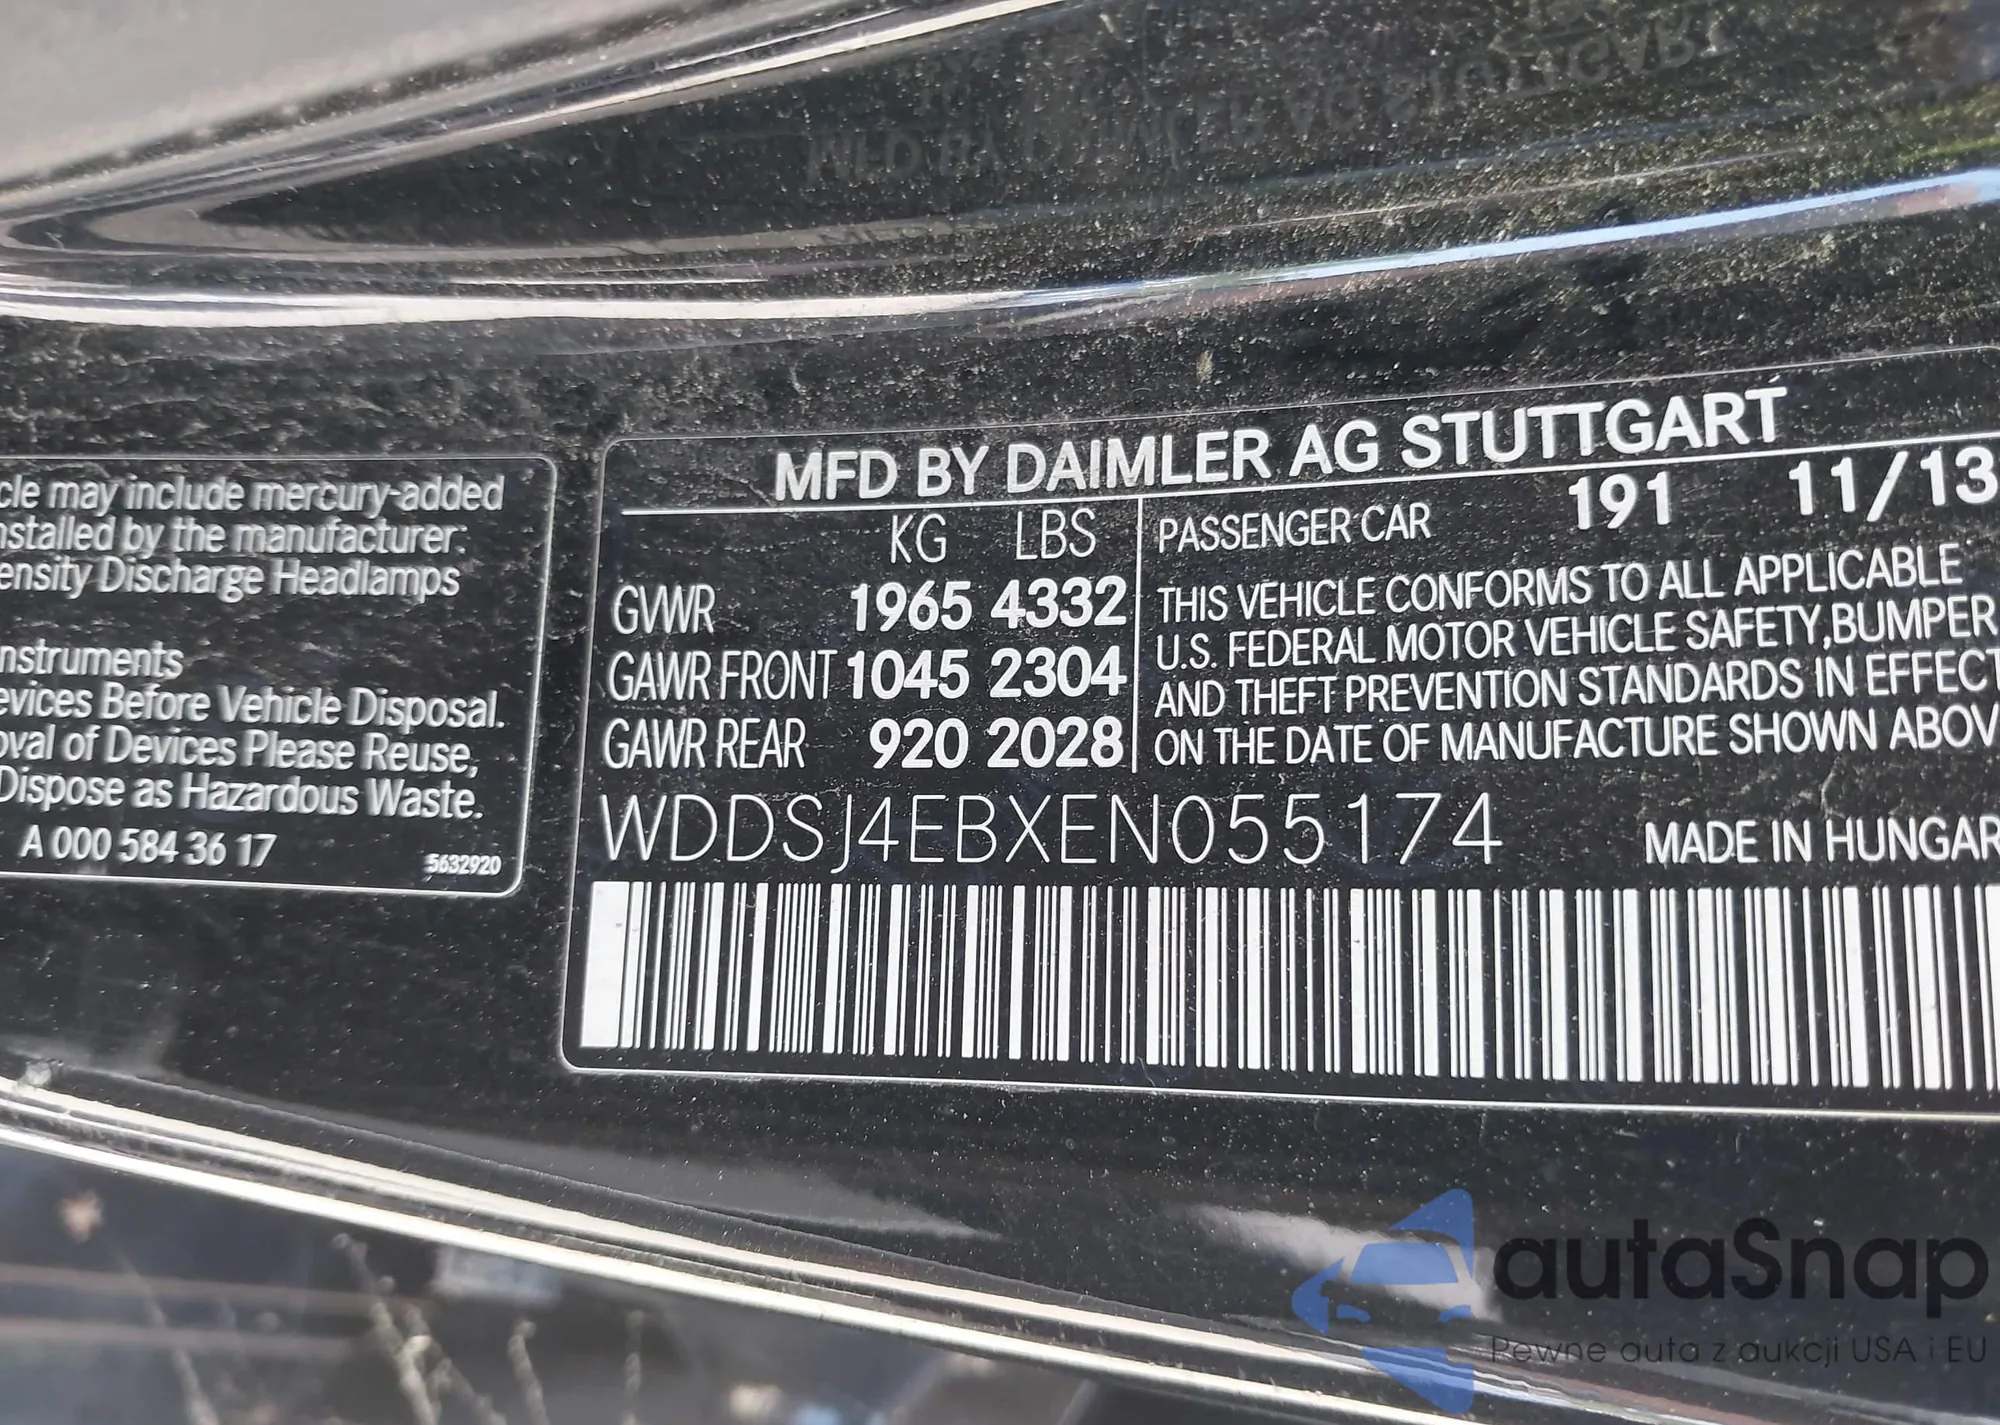 cle may include mercury-added
nstalled by the manufacturer:
ensity Discharge Headlamps
nstruments
evices Before Vehicle Disposal.
oval of Devices Please Reuse,
Dispose as Hazardous Waste.
A 000 584 36 17
5632920
MFD BY DAIMLER AG STUTTGART
KG LBS
GVWR 1965 4332
GAWR FRONT 1045 2304
GAWR REAR 920 2028
PASSENGER CAR 191 11/13
THIS VEHICLE CONFORMS TO ALL APPLICABLE
U.S. FEDERAL MOTOR VEHICLE SAFETY,BUMPER
AND THEFT PREVENTION STANDARDS IN EFFECT
ON THE DATE OF MANUFACTURE SHOWN ABOV
WDDSJ4EBXEN055174
MADE IN HUNGAR
autaSnap
Pewne auta z aukcji USA i EU